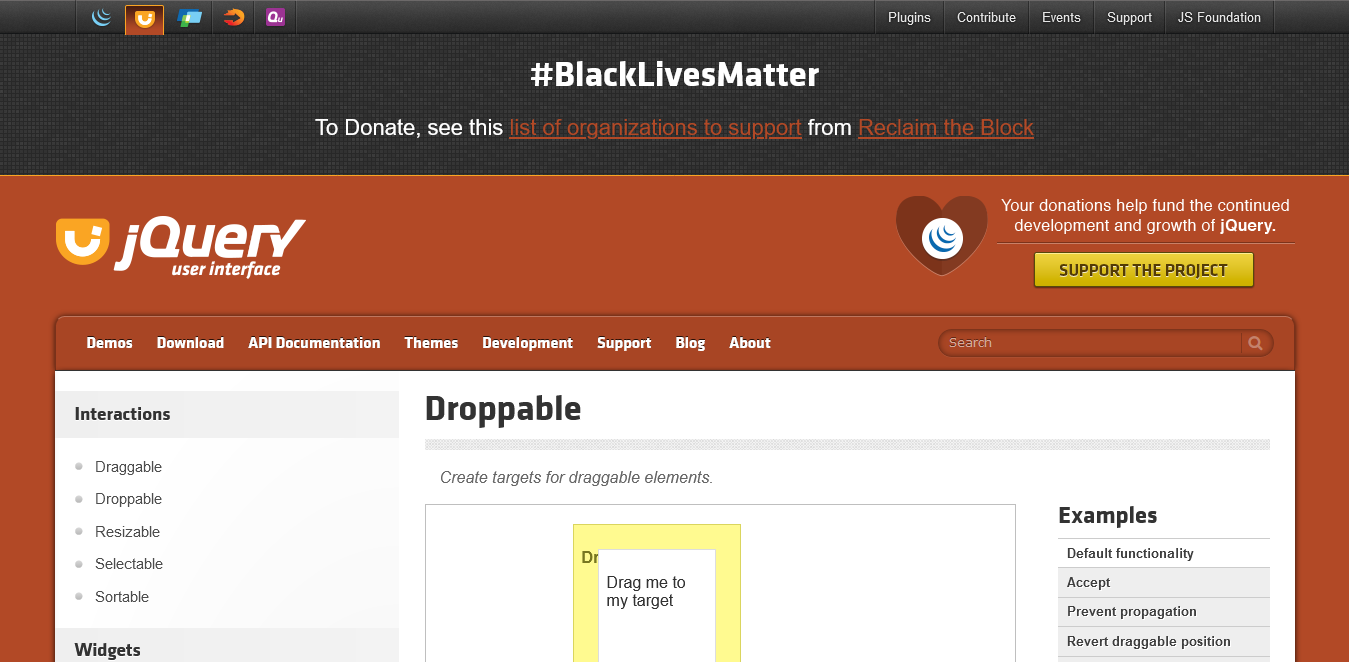 Qu
Plugins
Contribute
Events
Support
JS Foundation
#BlackLivesMatter
To Donate, see this list of organizations to support from Reclaim the Block
jQuery
user interface
Your donations help fund the continued
development and growth of jQuery.
SUPPORT THE PROJECT
Demos
Download
API Documentation
Themes
Development
Support
Blog
About
Search
Interactions
Draggable
Droppable
Resizable
Selectable
Sortable
Widgets
Droppable
Create targets for draggable elements.
Dr
Drag me to
my target
Examples
Default functionality
Accept
Prevent propagation
Revert draggable position